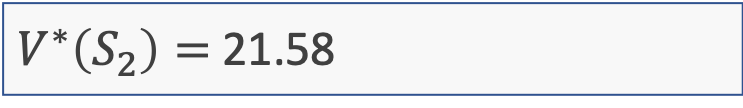 V*(S₂) = 21.58